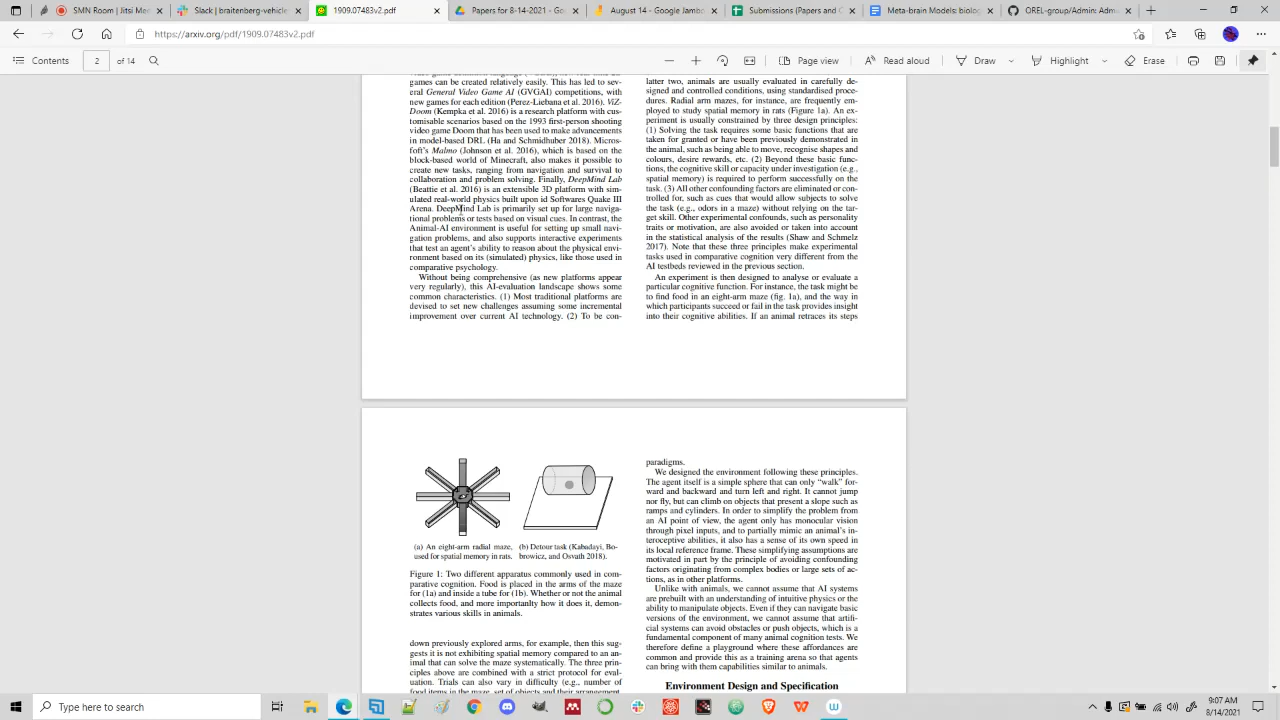 SMN Room | Jitsi M
Slack | braitenberg-vehicle
1909.07483v2.pdf
Papers for 8-14-2021 - Go
August 14 - Google Jambo
Submissions (Papers and C
Meta-brain Models: biolog
OREL-group/Admin: Admi
https://arxiv.org/pdf/1909.07483v2.pdf
Contents
2 of 14
Page view
Read aloud
Draw
Highlight
Erase
games can be created relatively easily. This has led to sev-
eral General Video Game AI (GVGAI) competitions, with
new games for each edition (Perez-Liebana et al. 2016). ViZ-
Doom (Kempka et al. 2016) is a research platform with cus-
tomisable scenarios based on the 1993 first-person shooting
video game Doom that has been used to make advancements
in model-based DRL (Ha and Schmidhuber 2018). Micros-
foft's Malmo (Johnson et al. 2016), which is based on the
block-based world of Minecraft, also makes it possible to
create new tasks, ranging from navigation and survival to
collaboration and problem solving. Finally, DeepMind Lab
(Beattie et al. 2016) is an extensible 3D platform with sim-
ulated real-world physics built upon id Softwares Quake III
Arena. DeepMind Lab is primarily set up for large naviga-
tional problems or tests based on visual cues. In contrast, the
Animal-AI environment is useful for setting up small navi-
gation problems, and also supports interactive experiments
that test an agent's ability to reason about the physical envi-
ronment based on its (simulated) physics, like those used in
comparative psychology.
Without being comprehensive (as new platforms appear
very regularly), this AI-evaluation landscape shows some
common characteristics. (1) Most traditional platforms are
devised to set new challenges assuming some incremental
improvement over current AI technology. (2) To be con-
latter two, animals are usually evaluated in carefully de-
signed and controlled conditions, using standardised proce-
dures. Radial arm mazes, for instance, are frequently em-
ployed to study spatial memory in rats (Figure 1a). An ex-
periment is usually constrained by three design principles:
(1) Solving the task requires some basic functions that are
taken for granted or have been previously demonstrated in
the animal, such as being able to move, recognise shapes and
colours, desire rewards, etc. (2) Beyond these basic func-
tions, the cognitive skill or capacity under investigation (e.g.,
spatial memory) is required to perform successfully on the
task. (3) All other confounding factors are eliminated or con-
trolled for, such as cues that would allow subjects to solve
the task (e.g., odors in a maze) without relying on the tar-
get skill. Other experimental confounds, such as personality
traits or motivation, are also avoided or taken into account
in the statistical analysis of the results (Shaw and Schmelz
2017). Note that these three principles make experimental
tasks used in comparative cognition very different from the
AI testbeds reviewed in the previous section.
An experiment is then designed to analyse or evaluate a
particular cognitive function. For instance, the task might be
to find food in an eight-arm maze (fig. 1a), and the way in
which participants succeed or fail in the task provides insight
into their cognitive abilities. If an animal retraces its steps
(a) An eight-arm radial maze,
used for spatial memory in rats.
(b) Detour task (Kabadayi, Bo-
browicz, and Osvath 2018).
Figure 1: Two different apparatus commonly used in com-
parative cognition. Food is placed in the arms of the maze
for (1a) and inside a tube for (1b). Whether or not the animal
collects food, and more importanlty how it does it, demon-
strates various skills in animals.
down previously explored arms, for example, then this sug-
gests it is not exhibiting spatial memory compared to an an-
imal that can solve the maze systematically. The three prin-
ciples above are combined with a strict protocol for eval-
uation. Trials can also vary in difficulty (e.g., number of
food items in the maze, set of objects and their arrangement,
paradigms.
We designed the environment following these principles.
The agent itself is a simple sphere that can only “walk” for-
ward and backward and turn left and right. It cannot jump
nor fly, but can climb on objects that present a slope such as
ramps and cylinders. In order to simplify the problem from
an AI point of view, the agent only has monocular vision
through pixel inputs, and to partially mimic an animal's in-
teroceptive abilities, it also has a sense of its own speed in
its local reference frame. These simplifying assumptions are
motivated in part by the principle of avoiding confounding
factors originating from complex bodies or large sets of ac-
tions, as in other platforms.
Unlike with animals, we cannot assume that AI systems
are prebuilt with an understanding of intuitive physics or the
ability to manipulate objects. Even if they can navigate basic
versions of the environment, we cannot assume that artifi-
cial systems can avoid obstacles or push objects, which is a
fundamental component of many animal cognition tests. We
therefore define a playground where these affordances are
common and provide this as a training arena so that agents
can bring with them capabilities similar to animals.
Environment Design and Specification
Type here to search
9:07 AM
8/14/2021